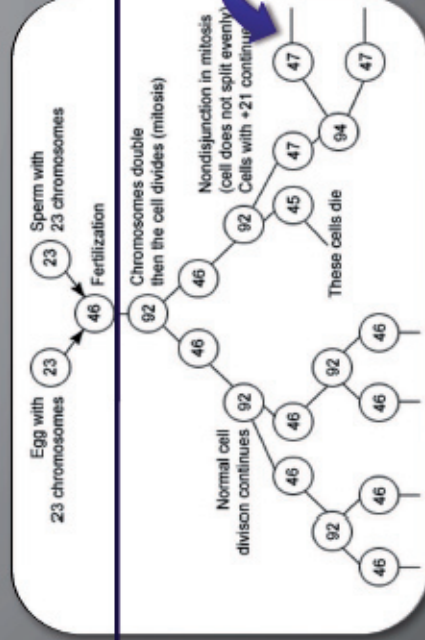 Egg with
23 chromosomes
Sperm with
23 chromosomes
23
23
46
Fertilization
92
Chromosomes double
then the cell divides (mitosis)
46
46
Normal cell
divison continues
92
92
Nondisjunction in mitosis
(cell does not split evenly)
Cells with +21 continue
46
46
45
47
47
92
92
These cells die
94
46
46
46
46
47